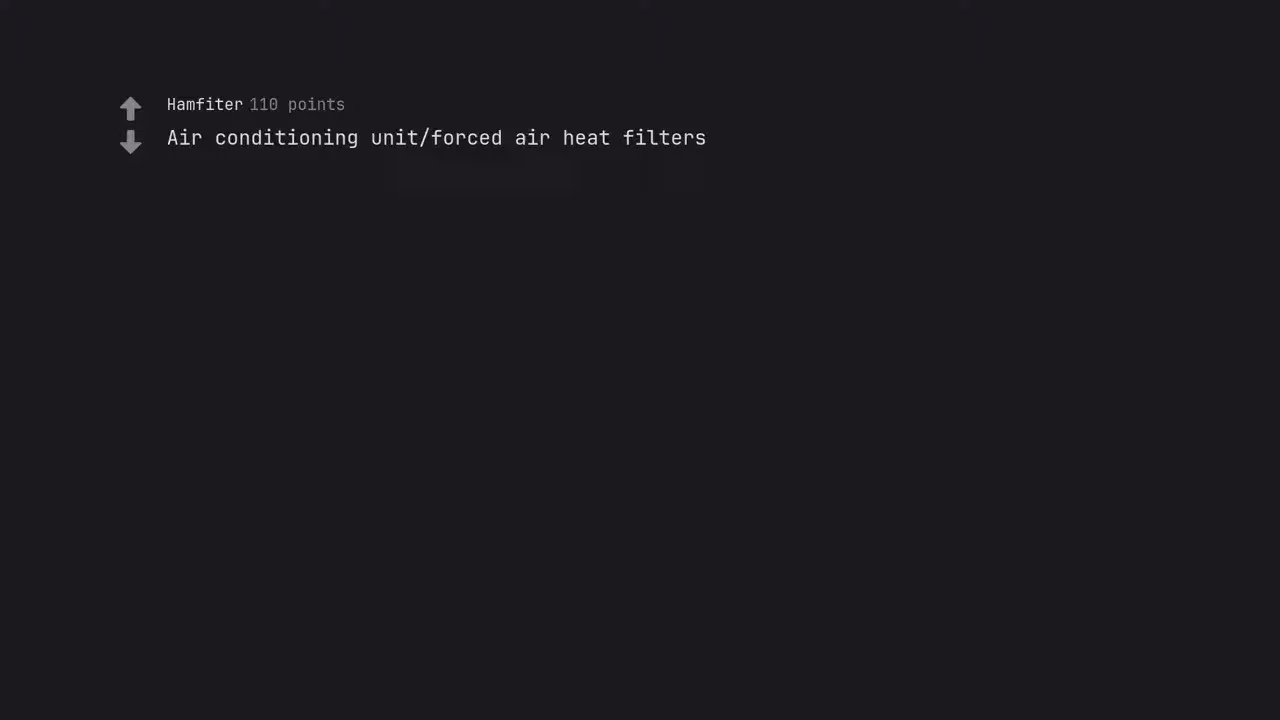 Hamfiter 110 points
Air conditioning unit/forced air heat filters